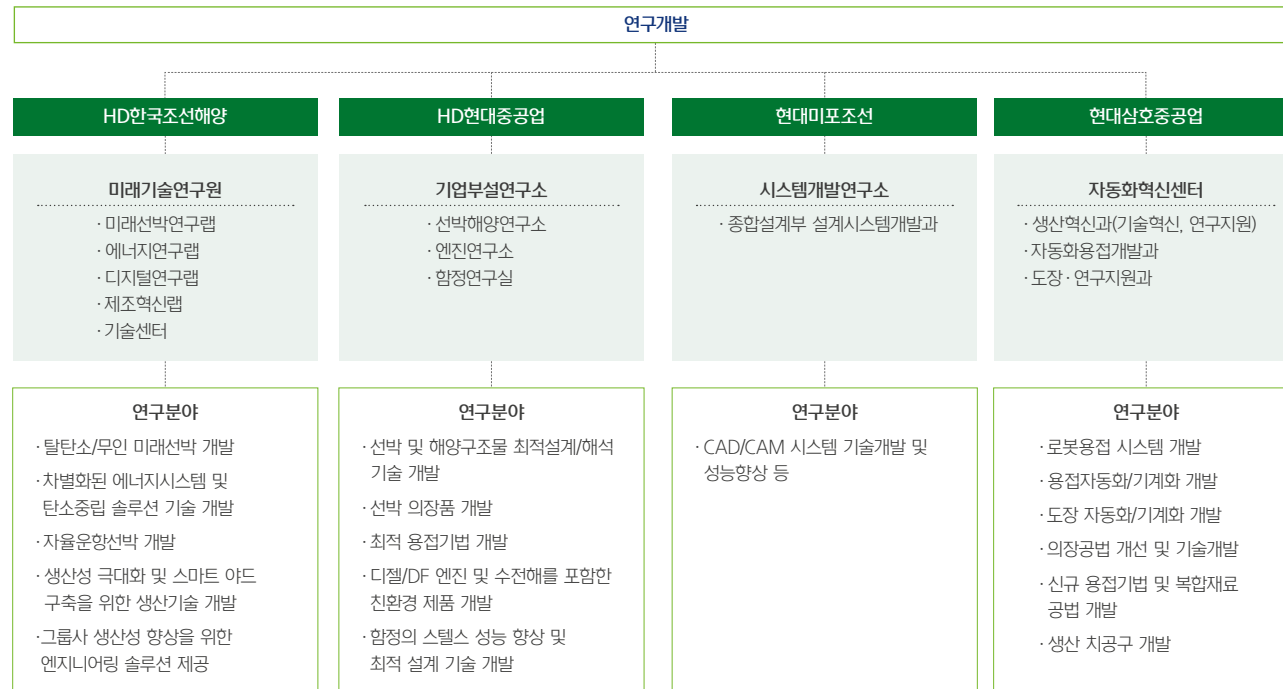 연구개발
HD한국조선해양
미래기술연구원
· 미래선박연구랩
· 에너지연구랩
· 디지털연구랩
· 제조혁신랩
· 기술센터
연구분야
· 탈탄소/무인 미래선박 개발
· 차별화된 에너지시스템 및
탄소중립 솔루션 기술 개발
· 자율운항선박 개발
· 생산성 극대화 및 스마트 야드
구축을 위한 생산기술 개발
· 그룹사 생산성 향상을 위한
엔지니어링 솔루션 제공
HD현대중공업
기업부설연구소
· 선박해양연구소
· 엔진연구소
· 함정연구실
연구분야
· 선박 및 해양구조물 최적설계/해석
기술 개발
· 선박 의장품 개발
· 최적 용접기법 개발
· 디젤/DF 엔진 및 수전해를 포함한
친환경 제품 개발
· 함정의 스텔스 성능 향상 및
최적 설계 기술 개발
현대미포조선
시스템개발연구소
· 종합설계부 설계시스템개발과
연구분야
· CAD/CAM 시스템 기술개발 및
성능향상 등
현대삼호중공업
자동화혁신센터
· 생산혁신과(기술혁신, 연구지원)
· 자동화용접개발과
· 도장 · 연구지원과
연구분야
· 로봇용접 시스템 개발
· 용접자동화/기계화 개발
· 도장 자동화/기계화 개발
· 의장공법 개선 및 기술개발
· 신규 용접기법 및 복합재료
공법 개발
· 생산 치공구 개발